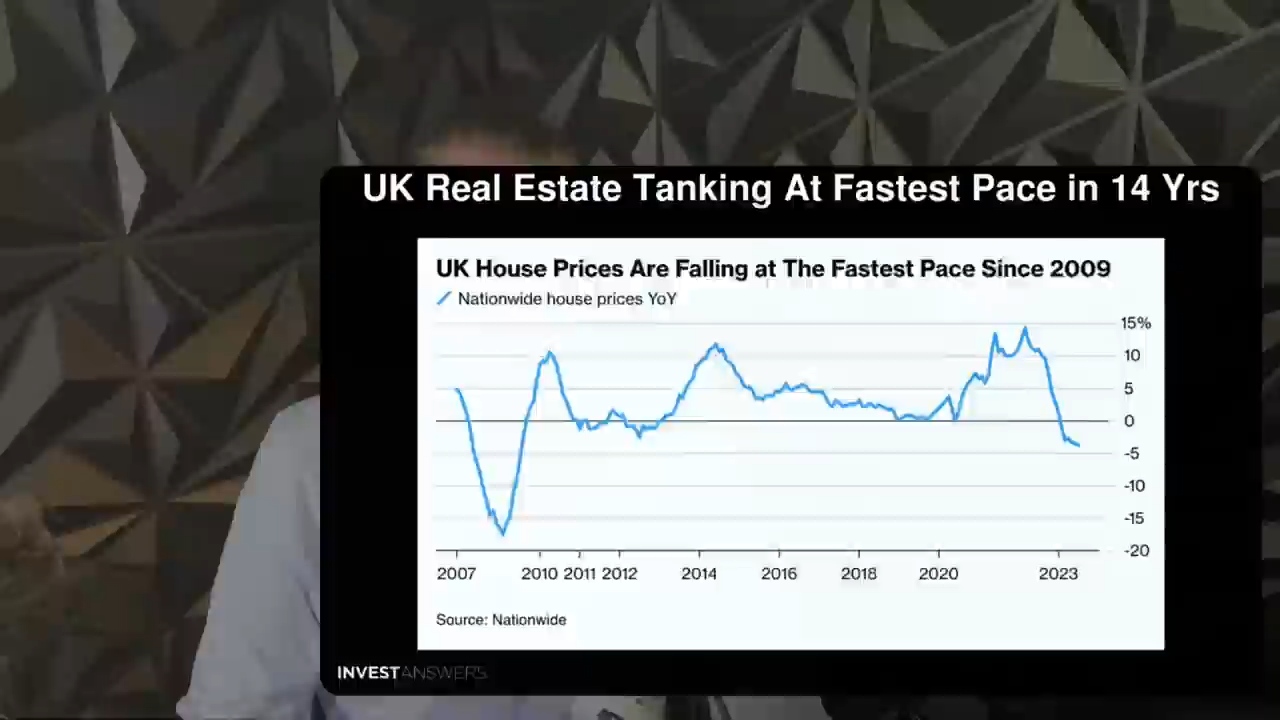 UK Real Estate Tanking At Fastest Pace in 14 Yrs
UK House Prices Are Falling at The Fastest Pace Since 2009
Nationwide house prices YoY
15%
10
5
0
-5
-10
-15
-20
2007 2010 2011 2012 2014 2016 2018 2020 2023
Source: Nationwide
INVESTANSWERS